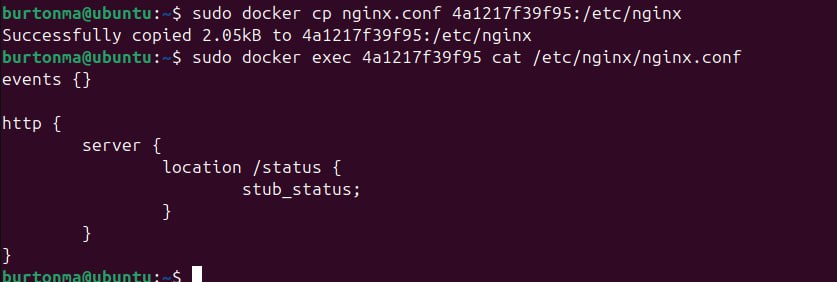 burtonma@ubuntu:~$ sudo docker cp nginx.conf 4a1217f39f95:/etc/nginx
Successfully copied 2.05kB to 4a1217f39f95:/etc/nginx
burtonma@ubuntu:~$ sudo docker exec 4a1217f39f95 cat /etc/nginx/nginx.conf
events {}

http {
        server {
                location /status {
                        stub_status;
                }
        }
}
burtonma@ubuntu:~$